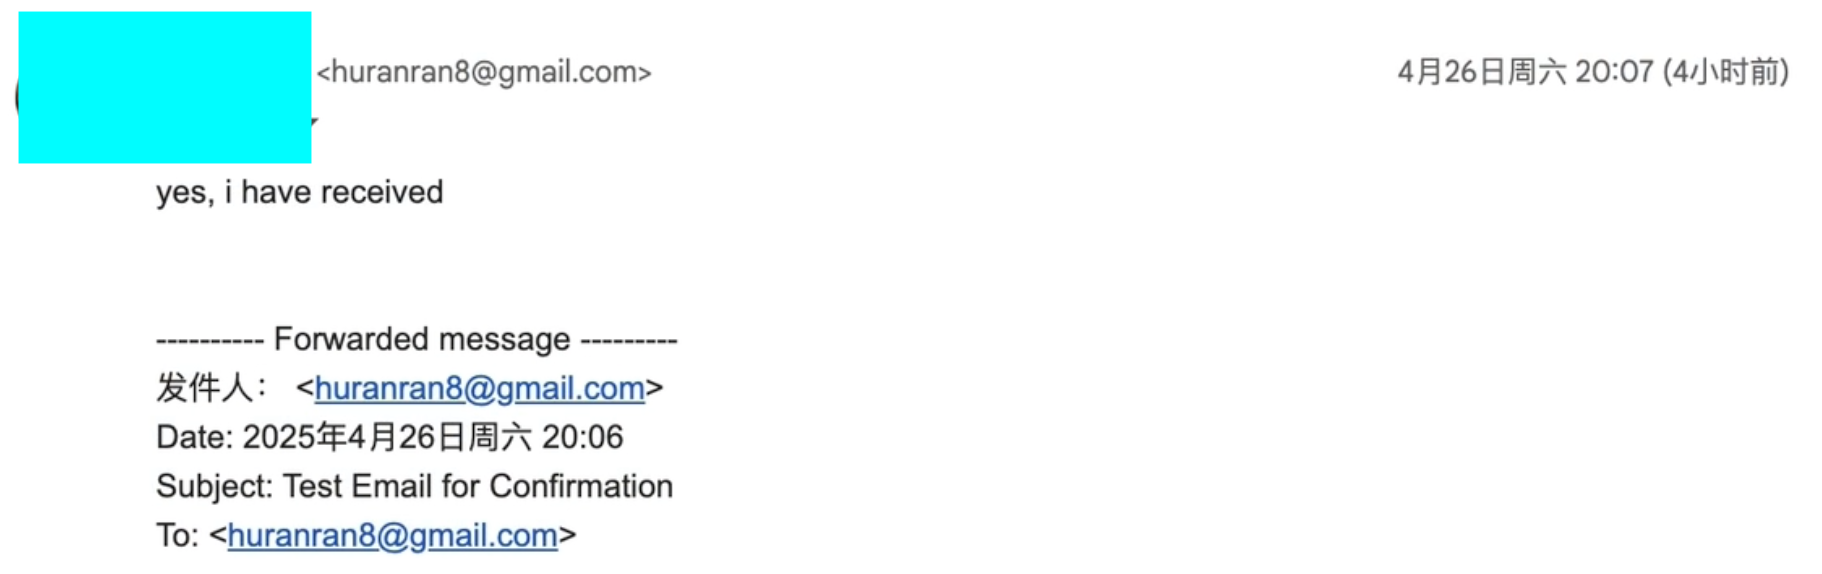 <huranran8@gmail.com> 4月26日周六 20:07 (4小时前)
yes, i have received
---------- Forwarded message ---------
发件人： <huranran8@gmail.com>
Date: 2025年4月26日周六 20:06
Subject: Test Email for Confirmation
To: <huranran8@gmail.com>